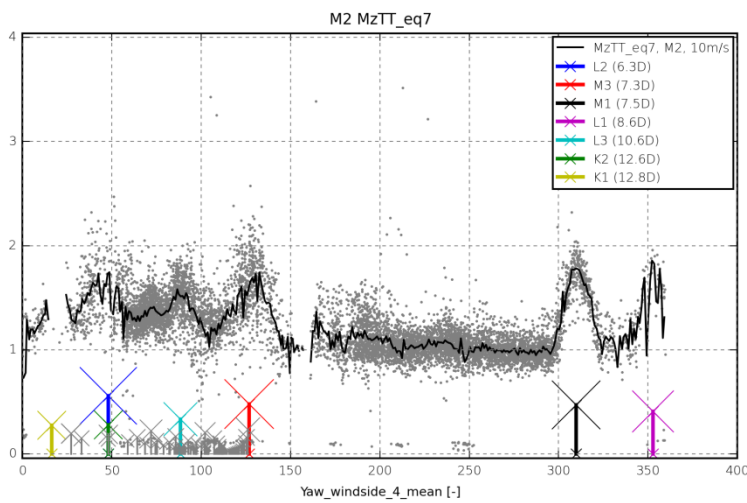 M2 MzTT_eq7
4
3
2
1
0
MzTT_eq7, M2, 10m/s
L2 (6.3D)
M3 (7.3D)
M1 (7.5D)
L1 (8.6D)
L3 (10.6D)
K2 (12.6D)
K1 (12.8D)
0 50 100 150 200 250 300 350 400
Yaw_windside_4_mean [-]